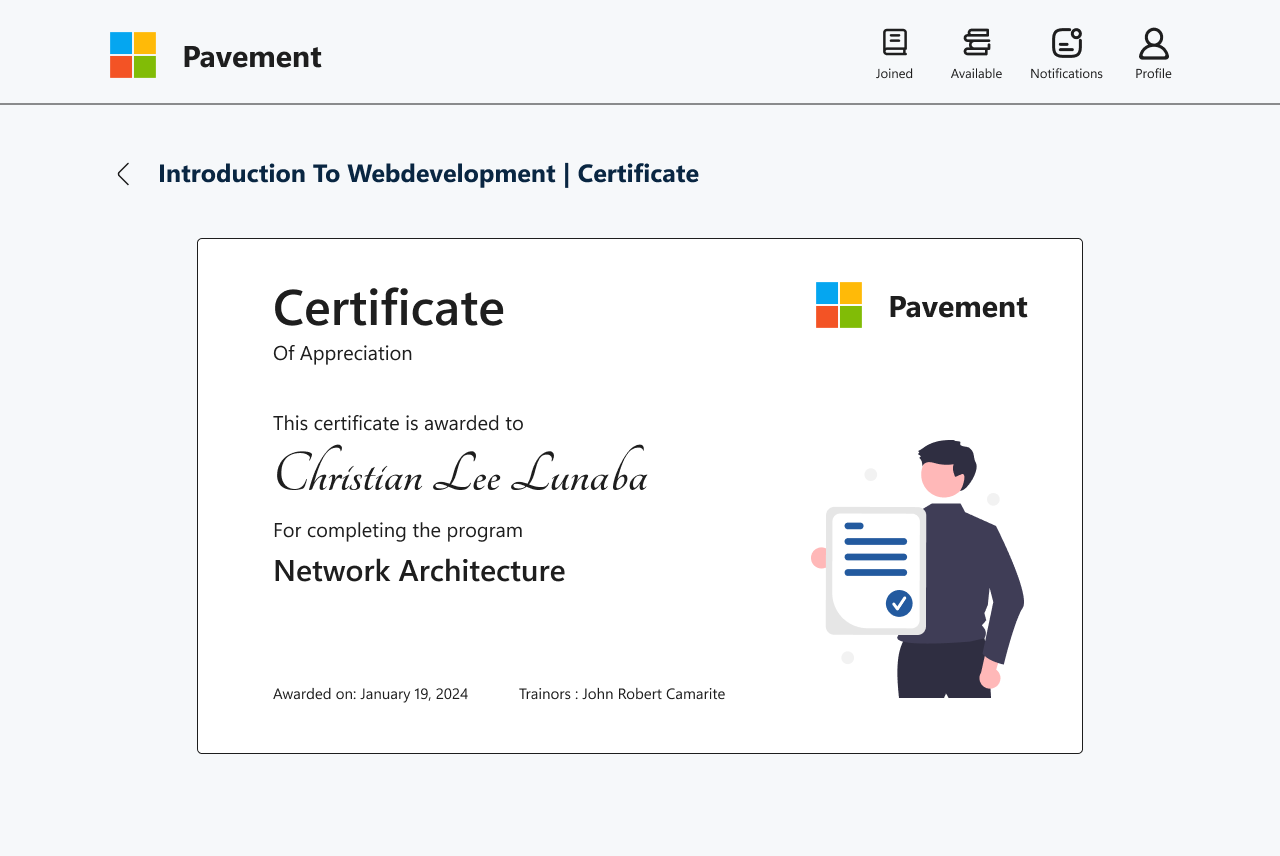 Pavement
Joined
Available
Notifications
Profile
Introduction To Webdevelopment | Certificate
Certificate
Pavement
Of Appreciation
This certificate is awarded to
Christian Lee Lunaba
For completing the program
Network Architecture
Awarded on: January 19, 2024
Trainors : John Robert Camarite